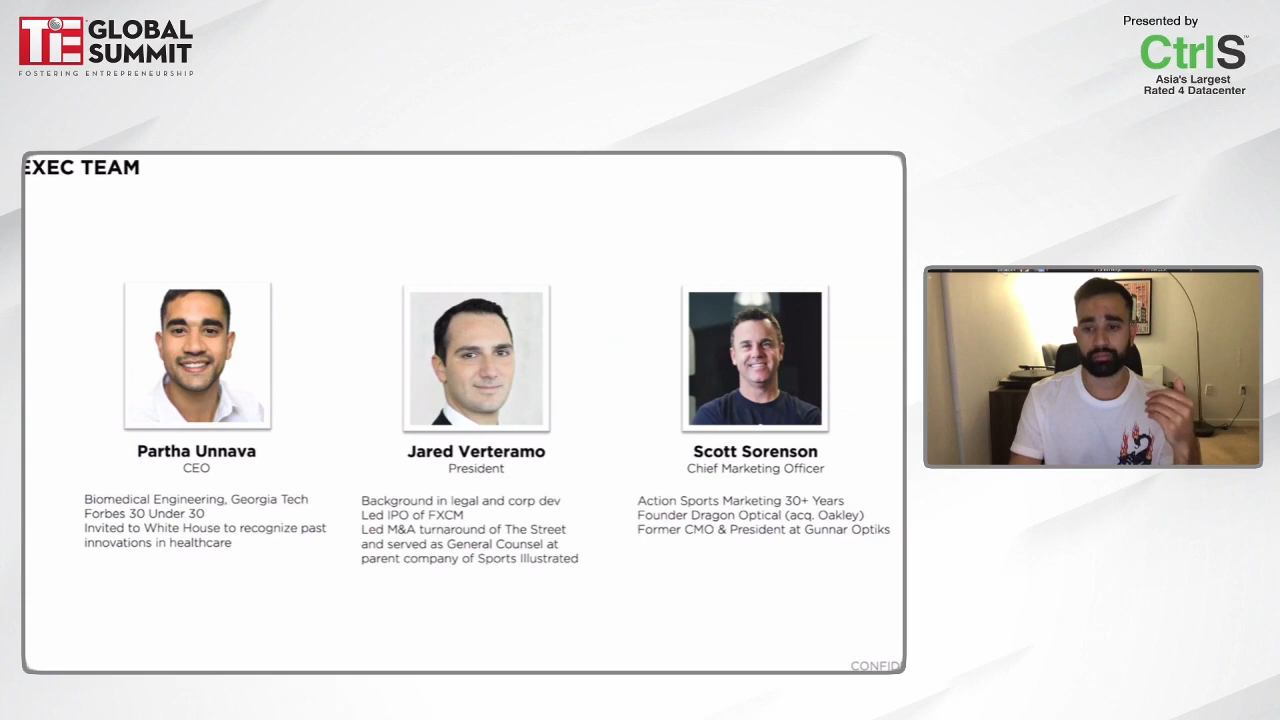 TiE GLOBAL
SUMMIT
FOSTERING ENTREPRENEURSHIP
Presented by
CtrlS™
Asia's Largest
Rated 4 Datacenter
EXEC TEAM
Partha Unnava
CEO
Biomedical Engineering, Georgia Tech
Forbes 30 Under 30
Invited to White House to recognize past
innovations in healthcare
Jared Verteramo
President
Background in legal and corp dev
Led IPO of FXCM
Led M&A turnaround of The Street
and served as General Counsel at
parent company of Sports Illustrated
Scott Sorenson
Chief Marketing Officer
Action Sports Marketing 30+ Years
Founder Dragon Optical (acq. Oakley)
Former CMO & President at Gunnar Optiks
CONFID